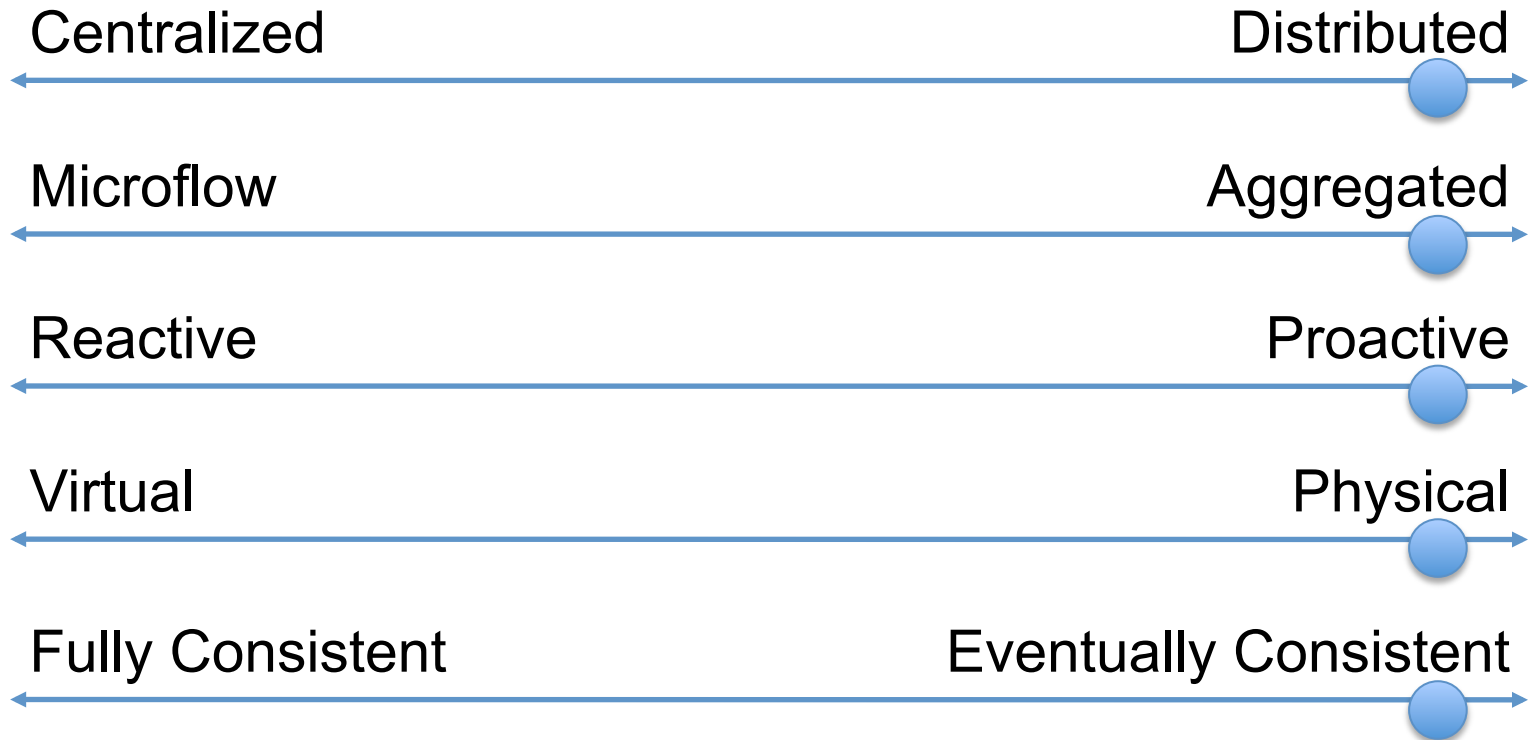 Centralized Distributed
Microflow Aggregated
Reactive Proactive
Virtual Physical
Fully Consistent Eventually Consistent